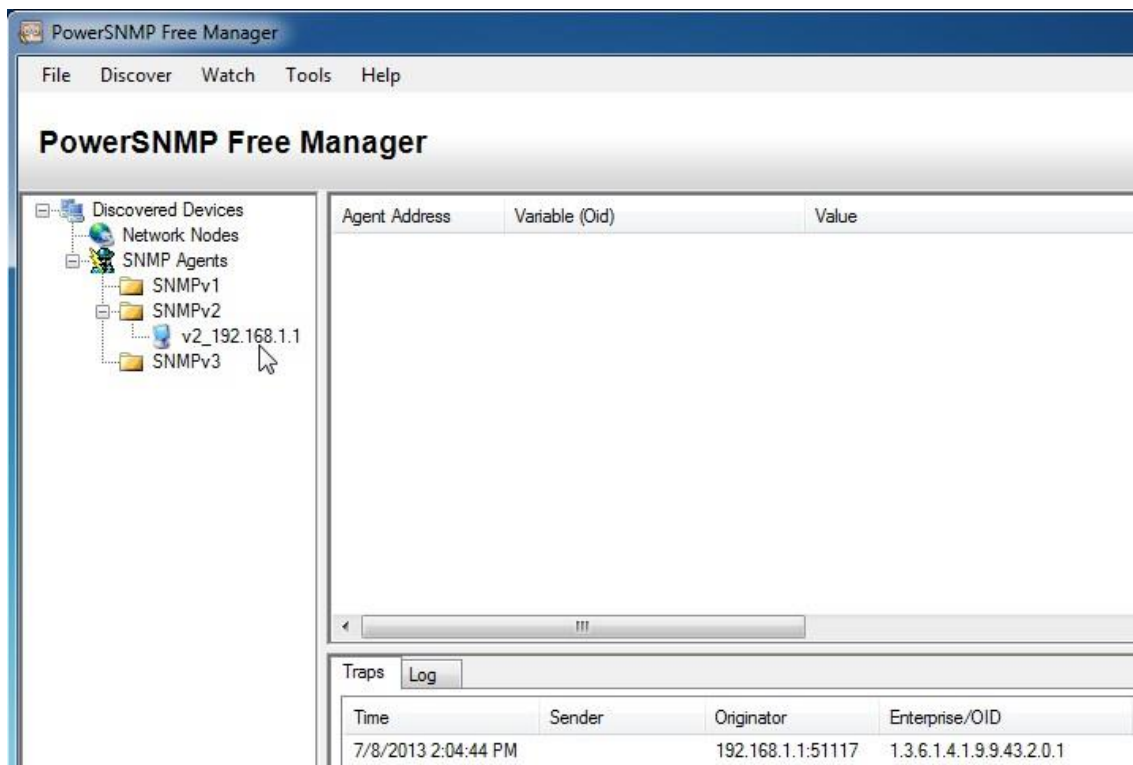 PowerSNMP Free Manager
File Discover Watch Tools Help
PowerSNMP Free Manager
Discovered Devices
Network Nodes
SNMP Agents
SNMPv1
SNMPv2
v2_192.168.1.1
SNMPv3
Agent Address Variable (Oid) Value
Traps Log
Time Sender Originator Enterprise/OID
7/8/2013 2:04:44 PM 192.168.1.1:51117 1.3.6.1.4.1.9.9.43.2.0.1